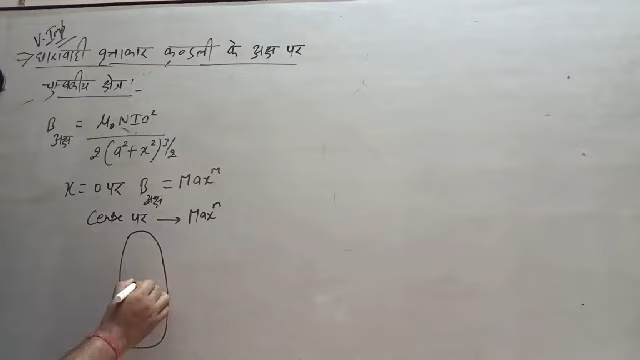 V. Imp
→ धारावाही वृत्ताकार कुण्डली के अक्ष पर
चुम्बकीय क्षेत्र :-
B अक्ष = μ₀NIa² / 2(a²+x²)^3/2
x = 0 पर B अक्ष = Maxᵐ
Centre पर → Maxᵐ